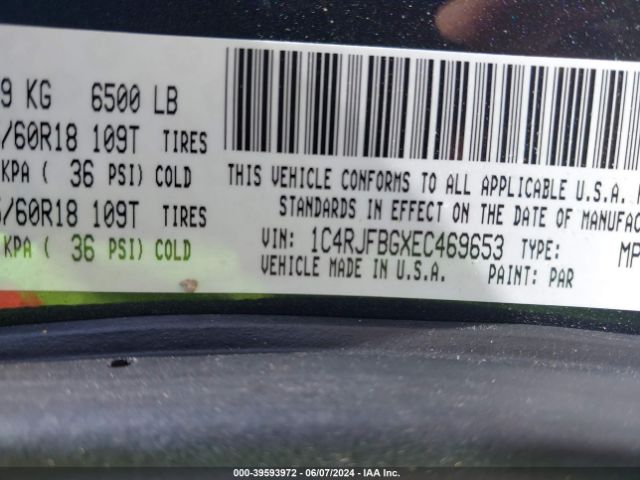 9 KG 6500 LB
/60R18 109T TIRES
KPA ( 36 PSI) COLD
/60R18 109T TIRES
KPA ( 36 PSI) COLD
THIS VEHICLE CONFORMS TO ALL APPLICABLE U.S.A.
STANDARDS IN EFFECT ON THE DATE OF MANUFAC
VIN: 1C4RJFBGXEC469653 TYPE: MP
VEHICLE MADE IN U.S.A. PAINT: PAR
000-39593972 - 06/07/2024 - IAA Inc.